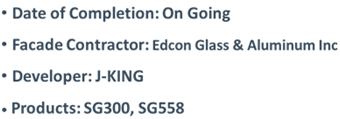 • Date of Completion: On Going
• Facade Contractor: Edcon Glass & Aluminum Inc
• Developer: J-KING
• Products: SG300, SG558